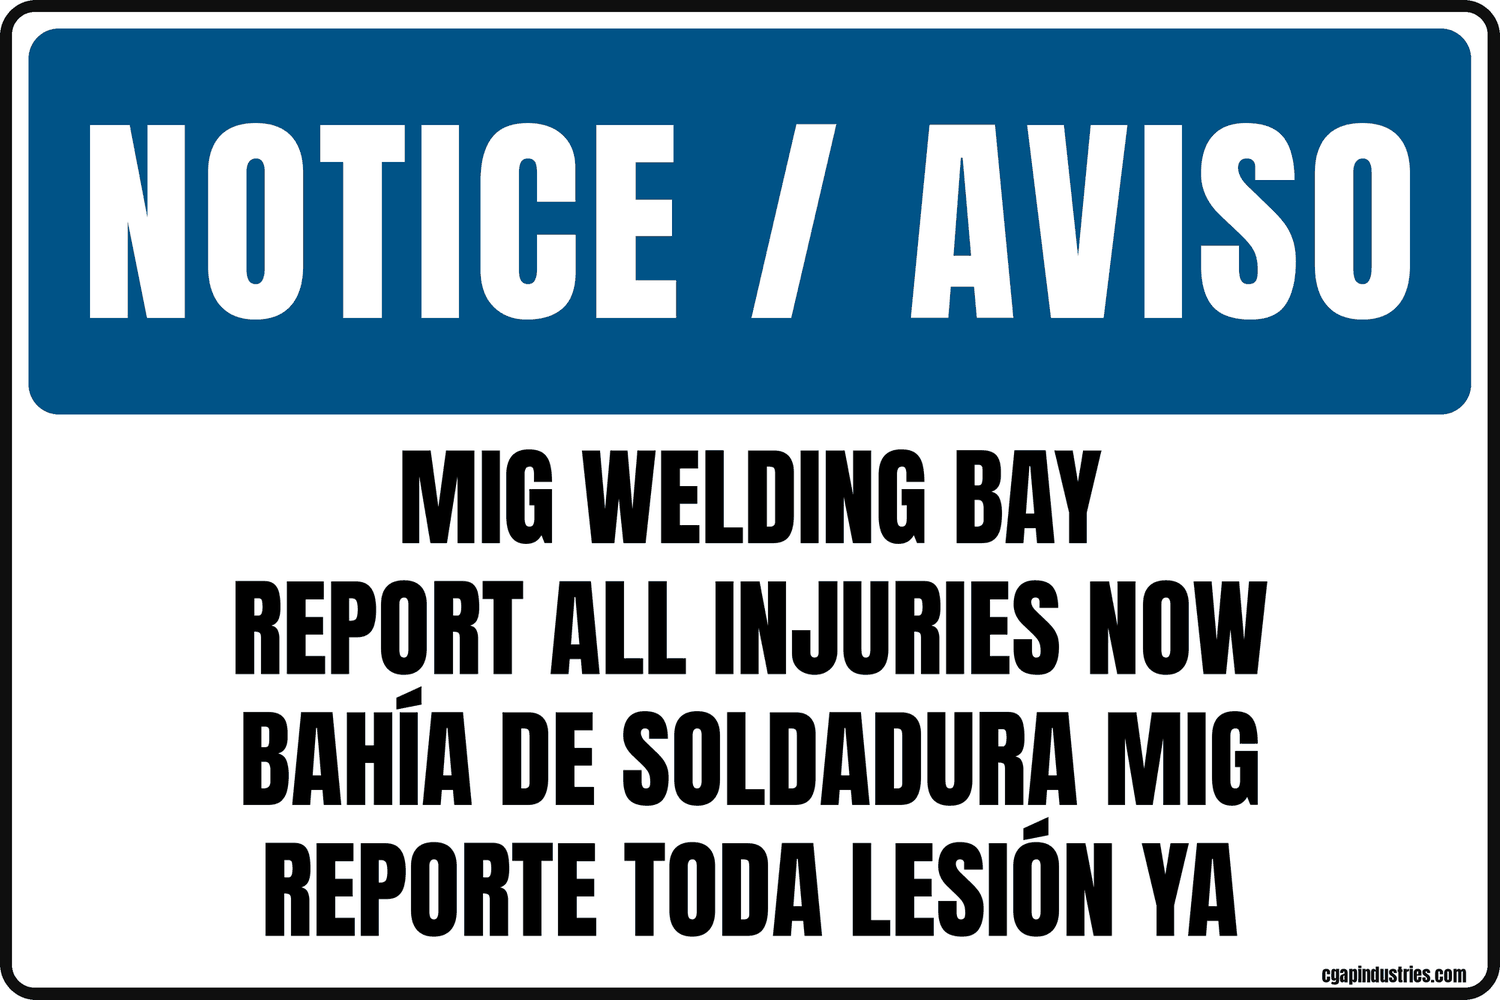 NOTICE / AVISO
MIG WELDING BAY
REPORT ALL INJURIES NOW
BAHÍA DE SOLDADURA MIG
REPORTE TODA LESIÓN YA
cgapindustries.com